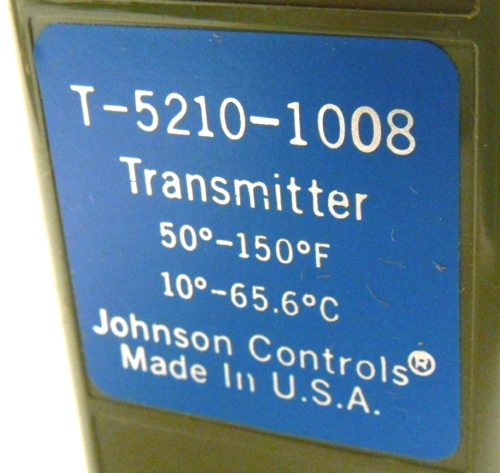 T-5210-1008
Transmitter
50°-150°F
10°-65.6°C
Johnson Controls®
Made In U.S.A.